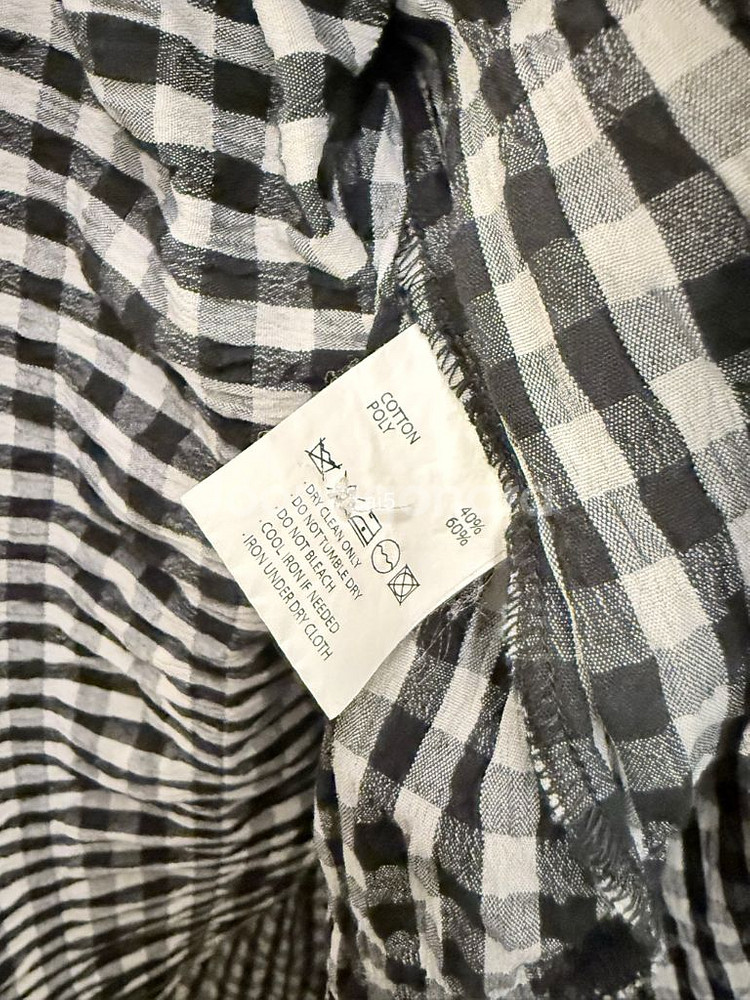 COTTON 40%
POLY 60%
· DRY CLEAN ONLY
· DO NOT TUMBLE DRY
· DO NOT BLEACH
· COOL IRON IF NEEDED
· IRON UNDER DRY CLOTH